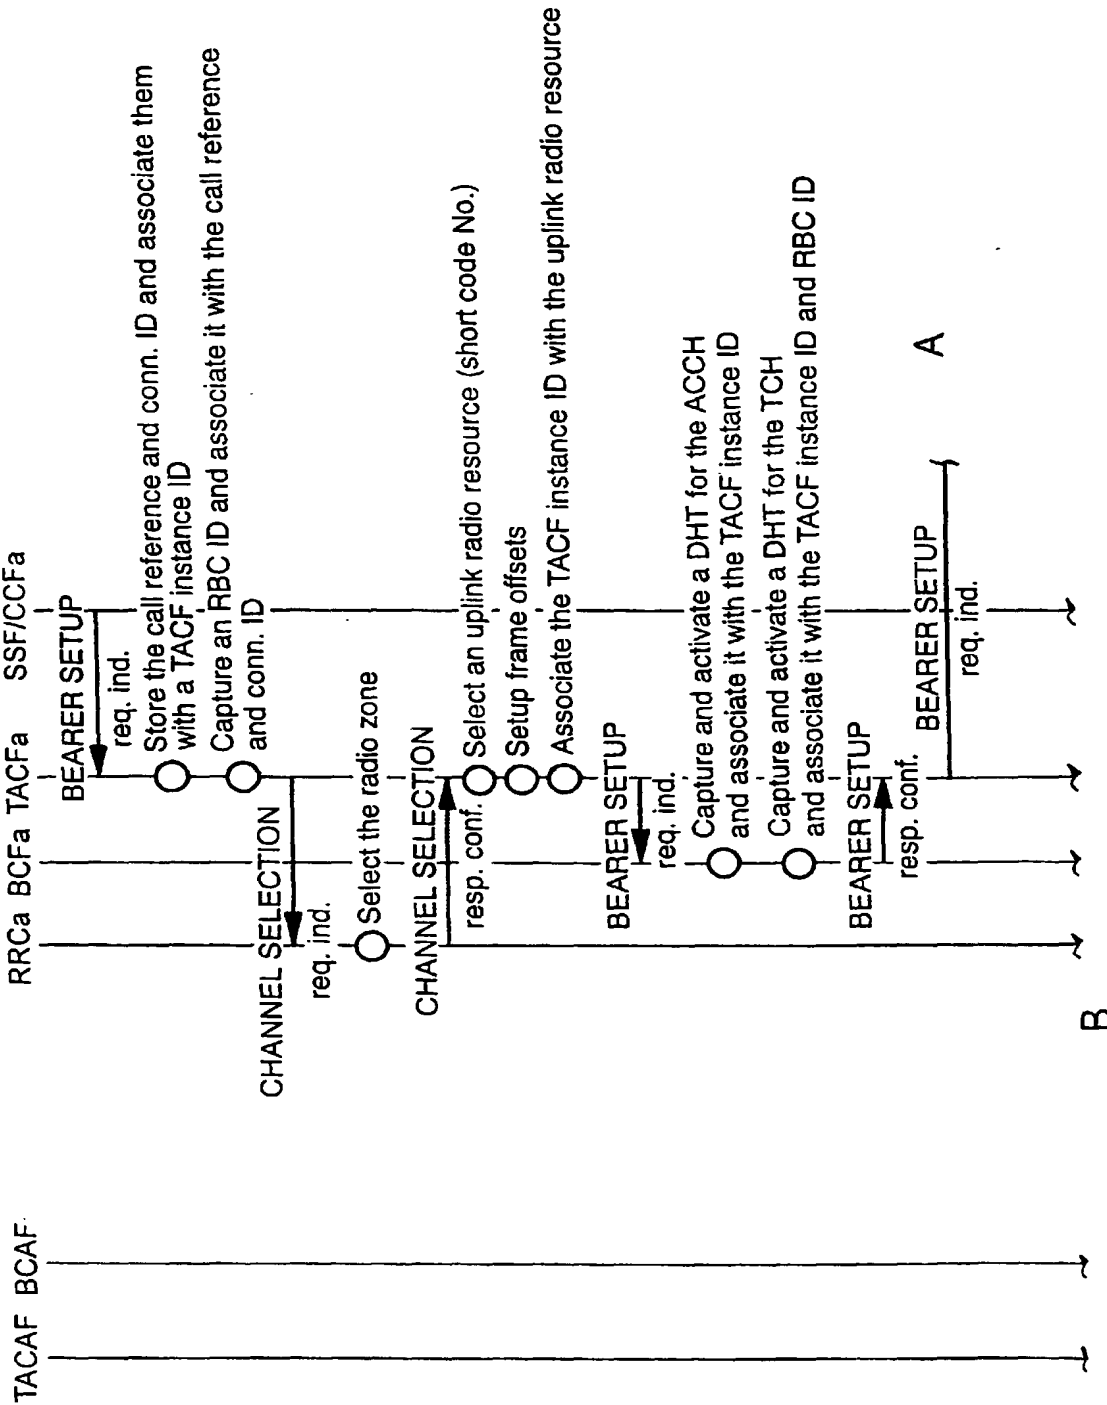 TACAF
BCAF
RRCa
BCFa
TACFa
SSF/CCFa
BEARER SETUP
req. ind.
Store the call reference and conn. ID and associate them
with a TACF instance ID
Capture an RBC ID and associate it with the call reference
and conn. ID
CHANNEL SELECTION
req. ind.
Select the radio zone
CHANNEL SELECTION
resp. conf.
Select an uplink radio resource (short code No.)
Setup frame offsets
Associate the TACF instance ID with the uplink radio resource
BEARER SETUP
req. ind.
Capture and activate a DHT for the ACCH
and associate it with the TACF instance ID
Capture and activate a DHT for the TCH
and associate it with the TACF instance ID and RBC ID
BEARER SETUP
resp. conf.
BEARER SETUP
req. ind.
A
B